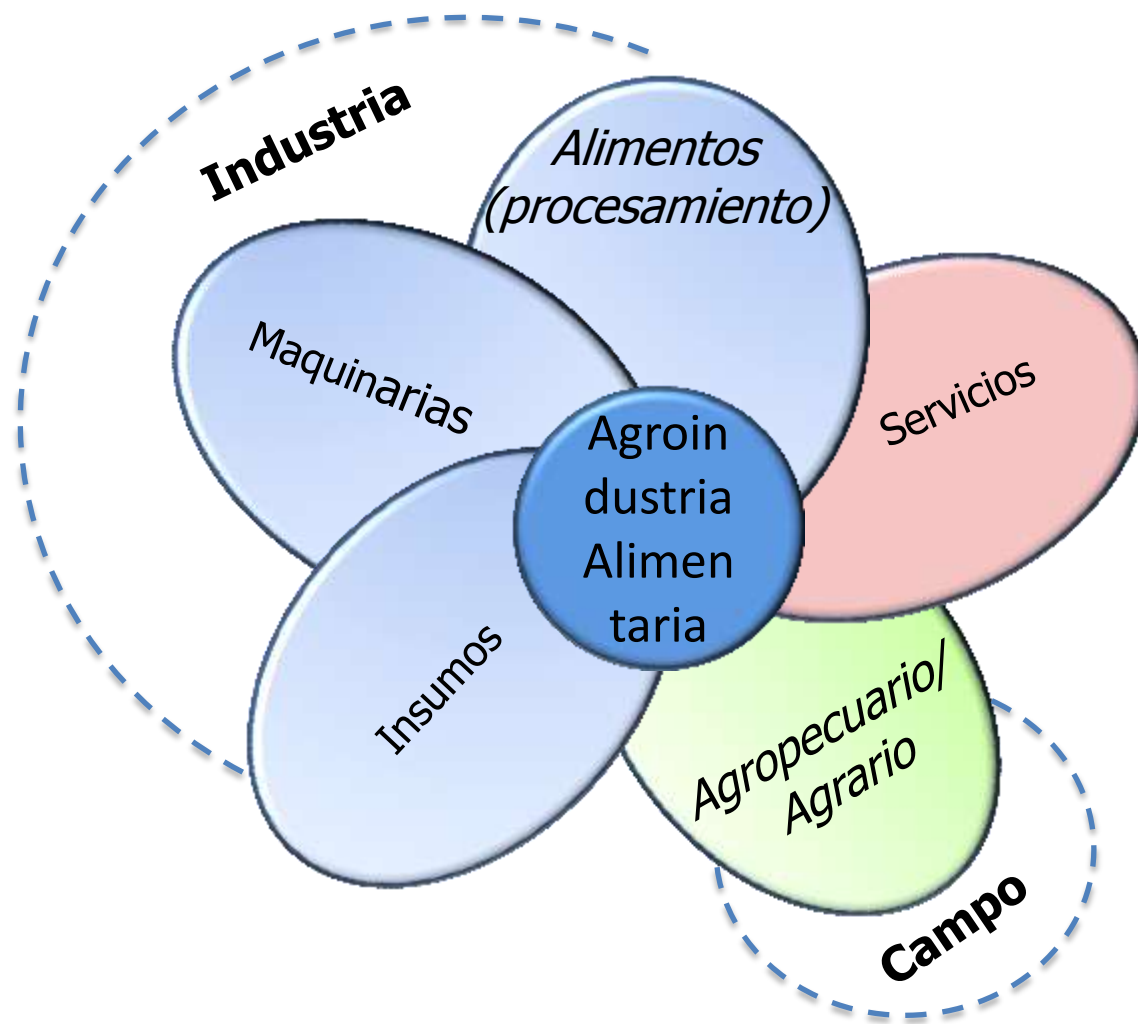 Industria
Alimentos
(procesamiento)
Maquinarias
Servicios
Agroin
dustria
Alimen
taria
Insumos
Agropecuario/
Agrario
Campo